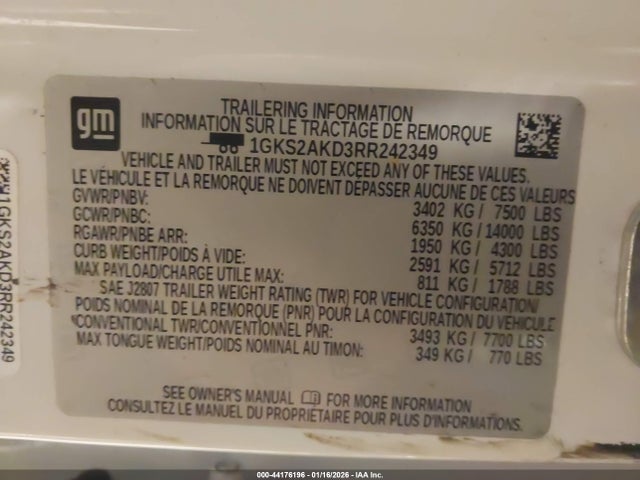 gm
TRAILERING INFORMATION
INFORMATION SUR LE TRACTAGE DE REMORQUE
1GKS2AKD3RR242349
VEHICLE AND TRAILER MUST NOT EXCEED ANY OF THESE VALUES.
LE VÉHICULE ET LA REMORQUE NE DOIVENT DÉPASSER AUCUNE DE CES VALEURS
GVWR/PNBV: 3402 KG / 7500 LBS
GCWR/PNBC: 6350 KG /14000 LBS
RGAWR/PNBE ARR: 1950 KG / 4300 LBS
CURB WEIGHT/POIDS À VIDE: 2591 KG / 5712 LBS
MAX PAYLOAD/CHARGE UTILE MAX: 811 KG / 1788 LBS
SAE J2807 TRAILER WEIGHT RATING (TWR) FOR VEHICLE CONFIGURATION/
POIDS NOMINAL DE LA REMORQUE (PNR) POUR LA CONFIGURATION DU VÉHICULE
CONVENTIONAL TWR/CONVENTIONNEL PNR: 3493 KG / 7700 LBS
MAX TONGUE WEIGHT/POIDS NOMINAL AU TIMON: 349 KG / 770 LBS
SEE OWNER'S MANUAL FOR MORE INFORMATION
CONSULTEZ LE MANUEL DU PROPRIÉTAIRE POUR PLUS D'INFORMATIONS.
1GKS2AKD3RR242349
000-44176196 - 01/16/2026 - IAA Inc.